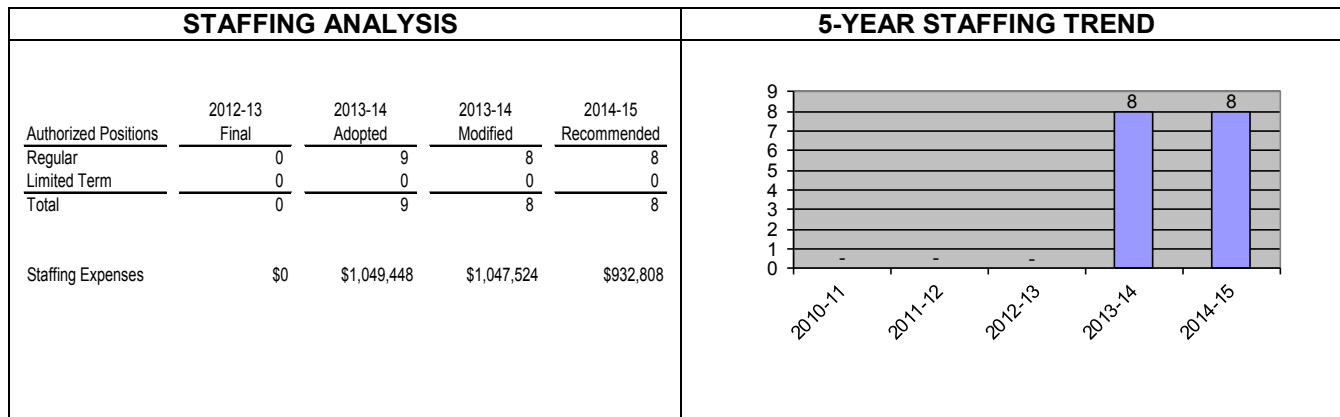 STAFFING ANALYSIS
5-YEAR STAFFING TREND
2012-13 2013-14 2013-14 2014-15
Authorized Positions Final Adopted Modified Recommended
Regular 0 9 8 8
Limited Term 0 0 0 0
Total 0 9 8 8
Staffing Expenses $0 $1,049,448 $1,047,524 $932,808
9
8
7
6
5
4
3
2
1
0
- - - 8 8
2010-11 2011-12 2012-13 2013-14 2014-15